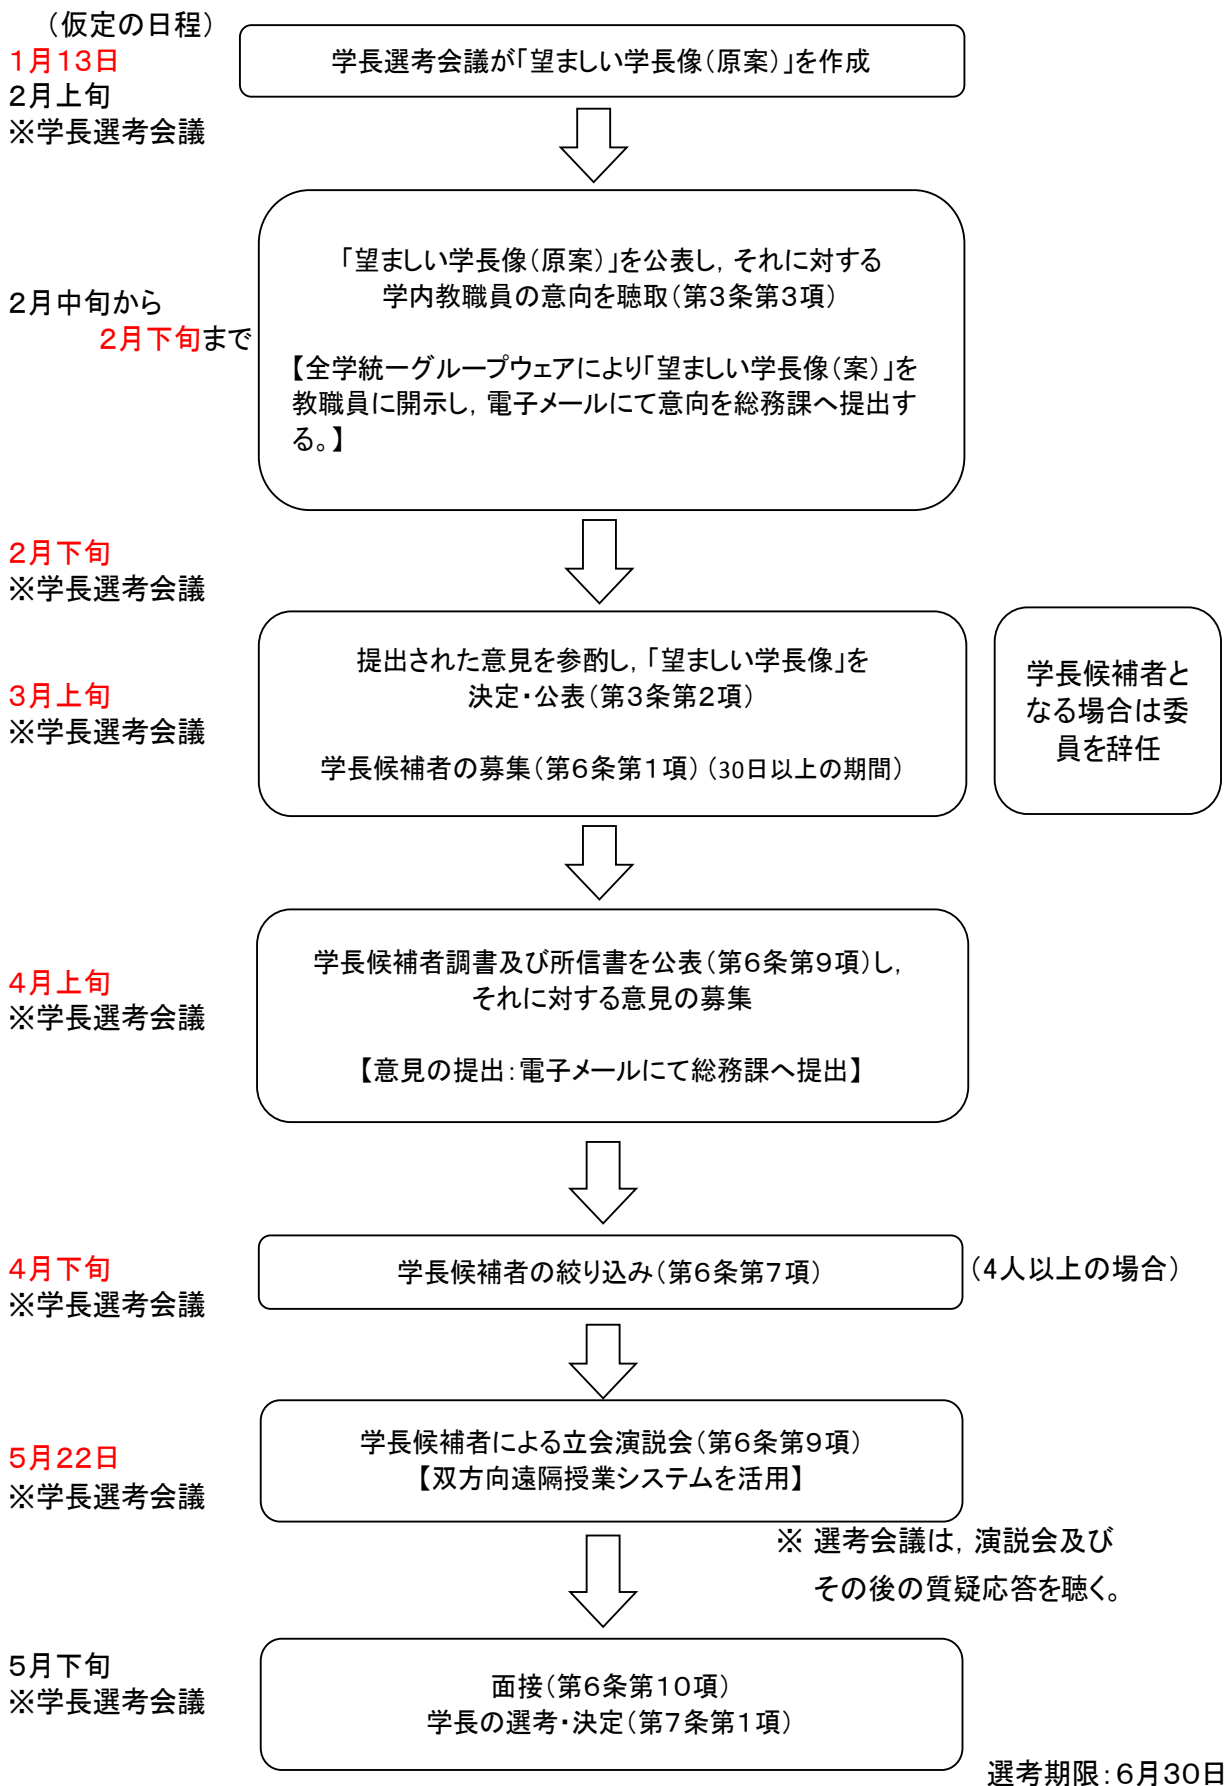 （仮定の日程）
1月13日
2月上旬
※学長選考会議
学長選考会議が「望ましい学長像（原案）」を作成
2月中旬から
2月下旬まで
「望ましい学長像（原案）」を公表し，それに対する
学内教職員の意向を聴取（第３条第３項）
【全学統一グループウェアにより「望ましい学長像（案）」を
教職員に開示し，電子メールにて意向を総務課へ提出す
る。】
2月下旬
※学長選考会議
3月上旬
※学長選考会議
提出された意見を参酌し，「望ましい学長像」を
決定・公表（第３条第２項）
学長候補者の募集（第６条第１項）（30日以上の期間）
学長候補者と
なる場合は委
員を辞任
4月上旬
※学長選考会議
学長候補者調書及び所信書を公表（第６条第９項）し，
それに対する意見の募集
【意見の提出：電子メールにて総務課へ提出】
4月下旬
※学長選考会議
学長候補者の絞り込み（第６条第７項）
（4人以上の場合）
5月22日
※学長選考会議
学長候補者による立会演説会（第６条第９項）
【双方向遠隔授業システムを活用】
※ 選考会議は，演説会及び
その後の質疑応答を聴く。
5月下旬
※学長選考会議
面接（第６条第１０項）
学長の選考・決定（第７条第１項）
選考期限：６月３０日